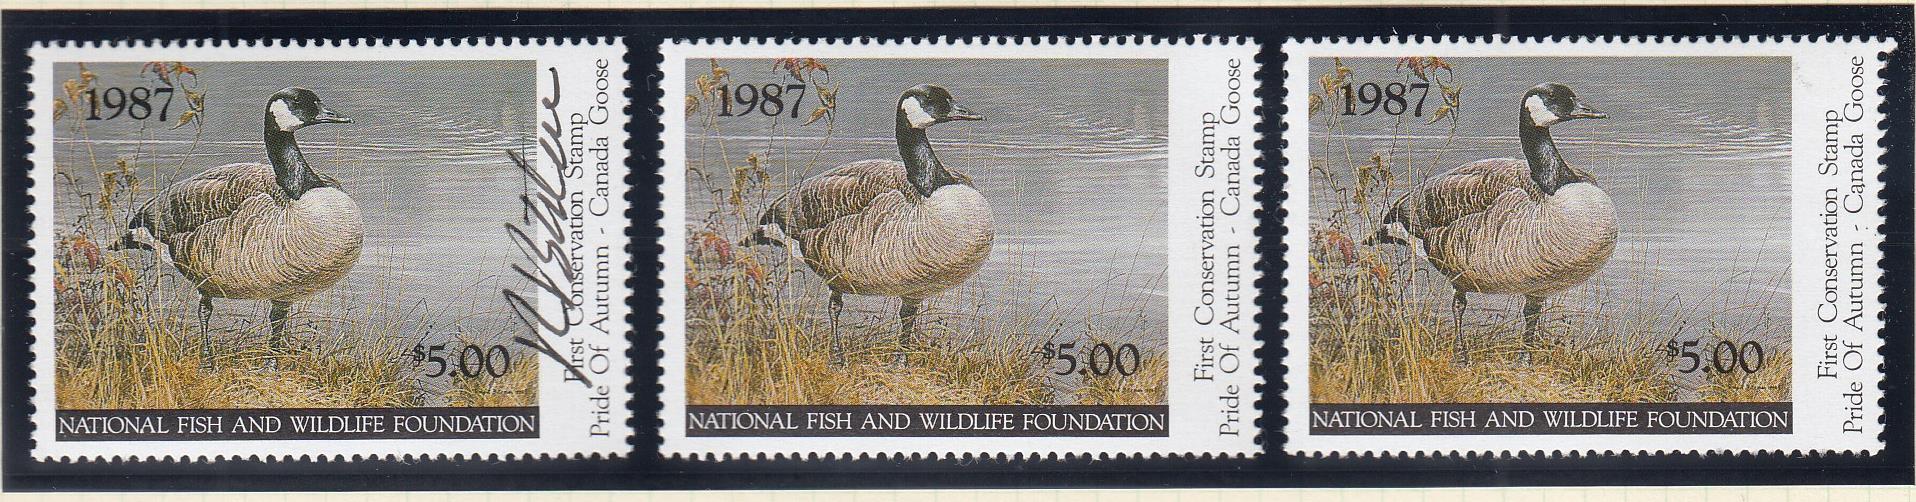 1987
$5.00
NATIONAL FISH AND WILDLIFE FOUNDATION
First Conservation Stamp
Pride Of Autumn - Canada Goose
1987
$5.00
NATIONAL FISH AND WILDLIFE FOUNDATION
First Conservation Stamp
Pride Of Autumn - Canada Goose
1987
$5.00
NATIONAL FISH AND WILDLIFE FOUNDATION
First Conservation Stamp
Pride Of Autumn - Canada Goose